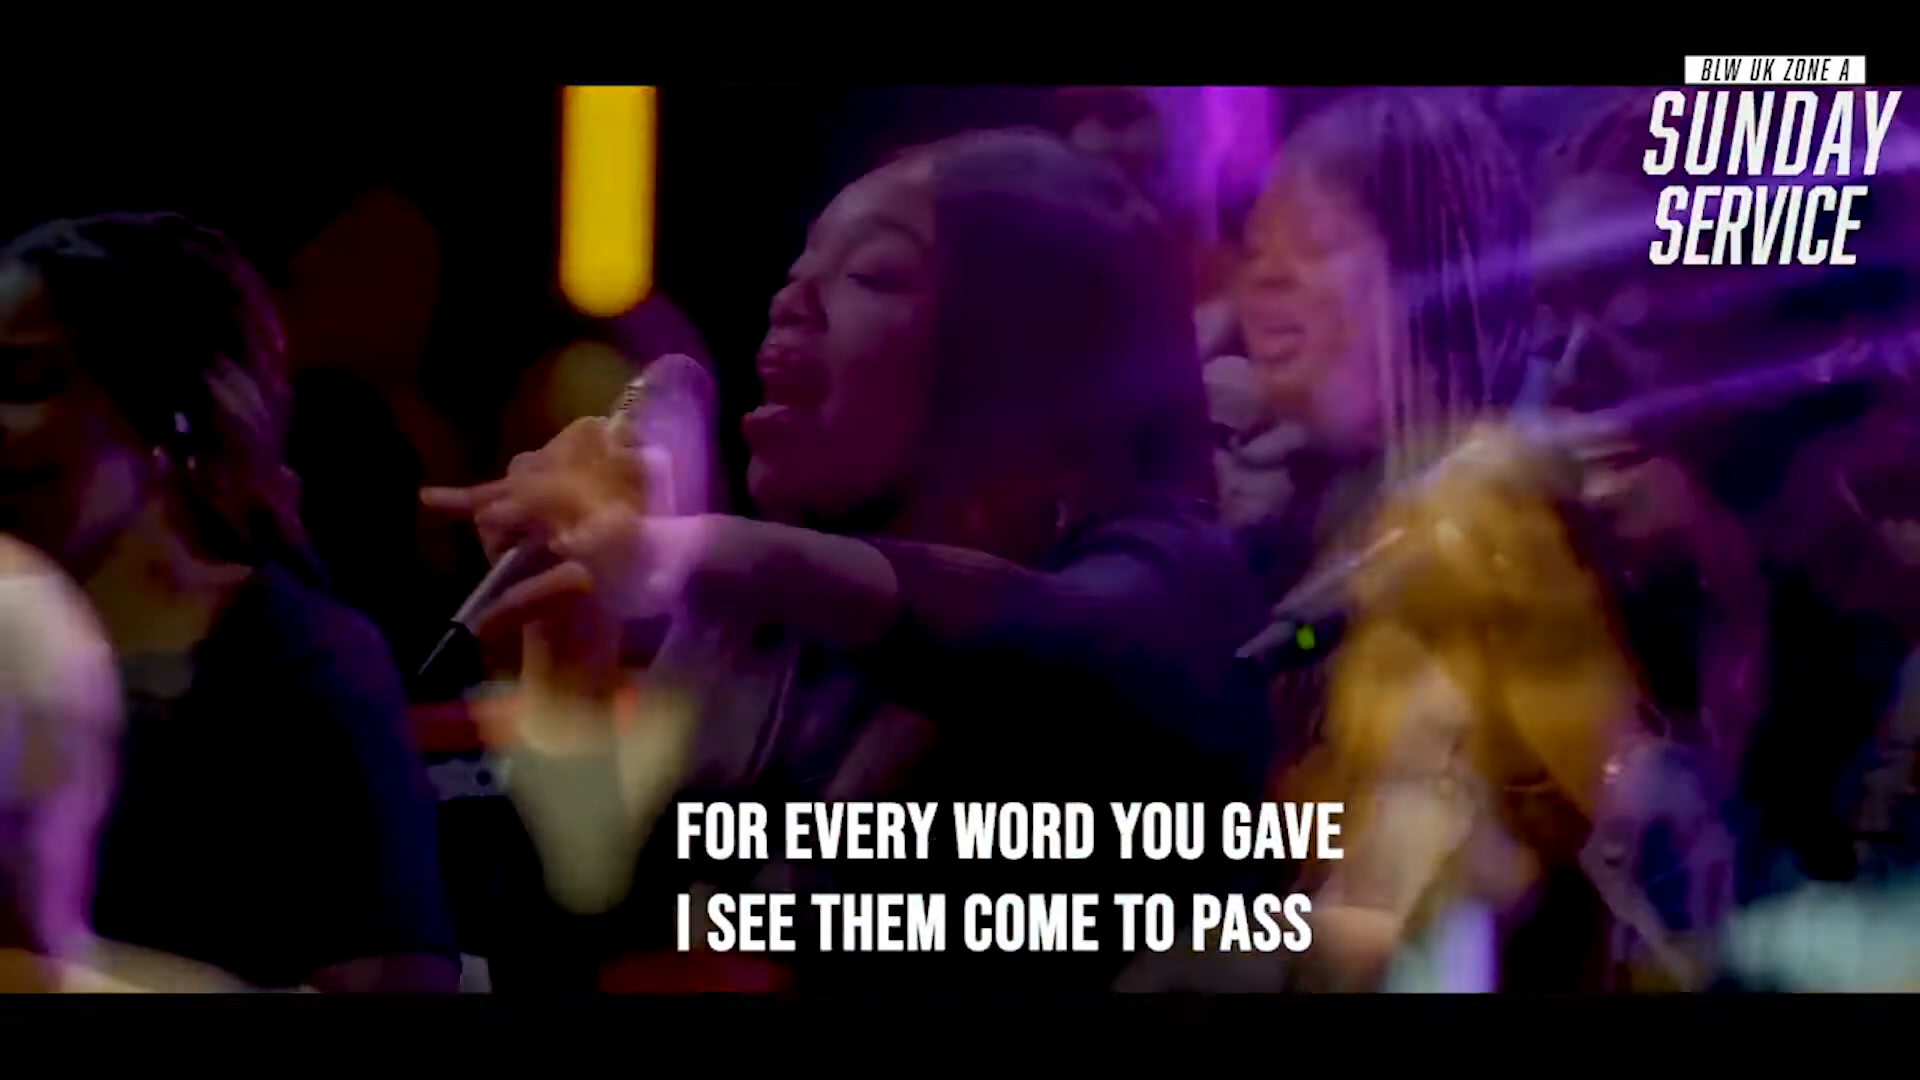 BLW UK ZONE A
SUNDAY
SERVICE
FOR EVERY WORD YOU GAVE
I SEE THEM COME TO PASS